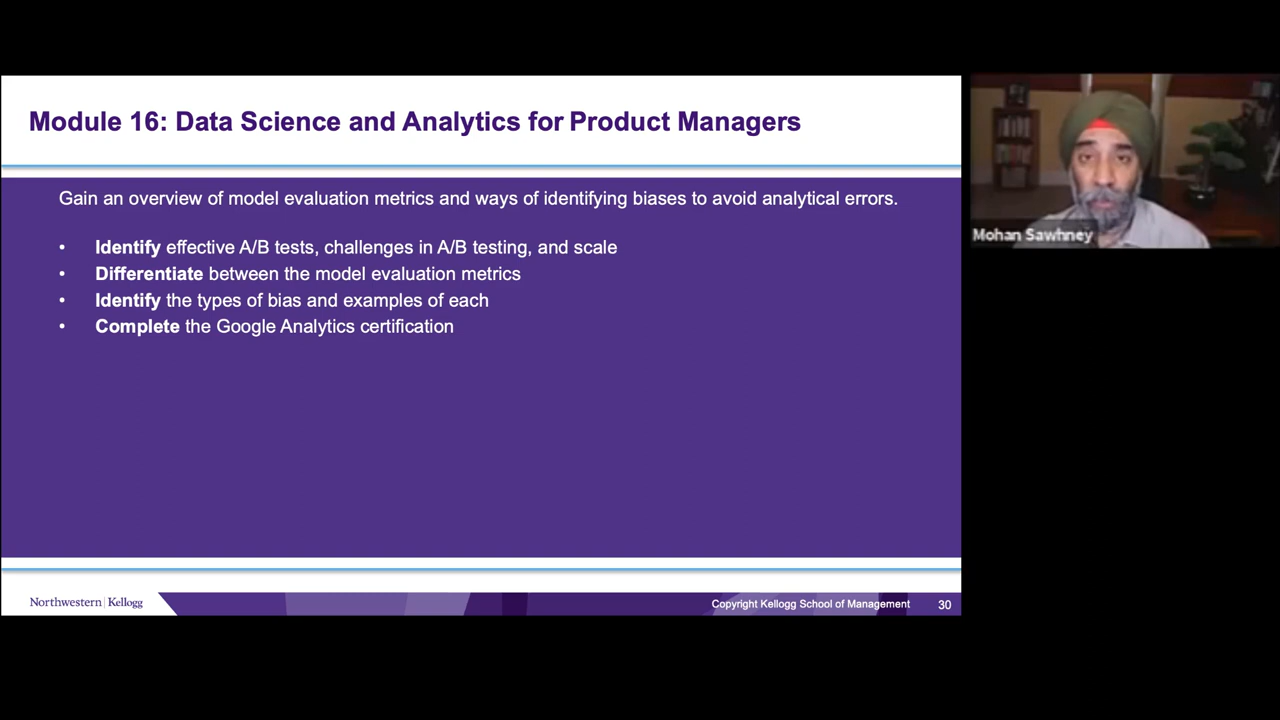 Module 16: Data Science and Analytics for Product Managers
Gain an overview of model evaluation metrics and ways of identifying biases to avoid analytical errors.
• Identify effective A/B tests, challenges in A/B testing, and scale
• Differentiate between the model evaluation metrics
• Identify the types of bias and examples of each
• Complete the Google Analytics certification
Mohan Sawhney
Northwestern | Kellogg
Copyright Kellogg School of Management 30